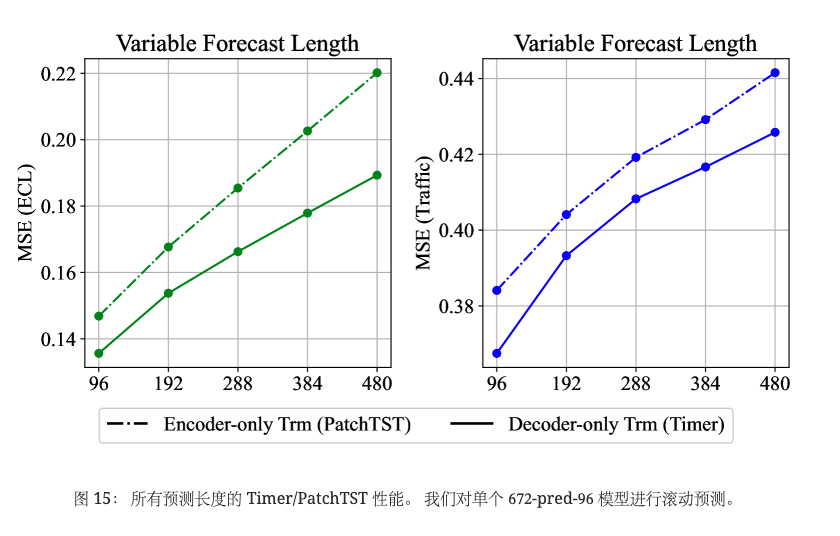 Variable Forecast Length
MSE (ECL)
0.22
0.20
0.18
0.16
0.14
96 192 288 384 480
Variable Forecast Length
MSE (Traffic)
0.44
0.42
0.40
0.38
96 192 288 384 480
Encoder-only Trm (PatchTST) Decoder-only Trm (Timer)
图 15： 所有预测长度的 Timer/PatchTST 性能。 我们对单个 672-pred-96 模型进行滚动预测。